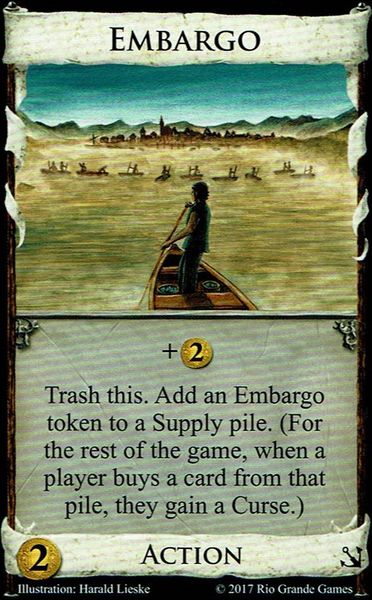 EMBARGO
+2
Trash this. Add an Embargo
token to a Supply pile. (For
the rest of the game, when a
player buys a card from that
pile, they gain a Curse.)
2
ACTION
Illustration: Harald Lieske
© 2017 Rio Grande Games